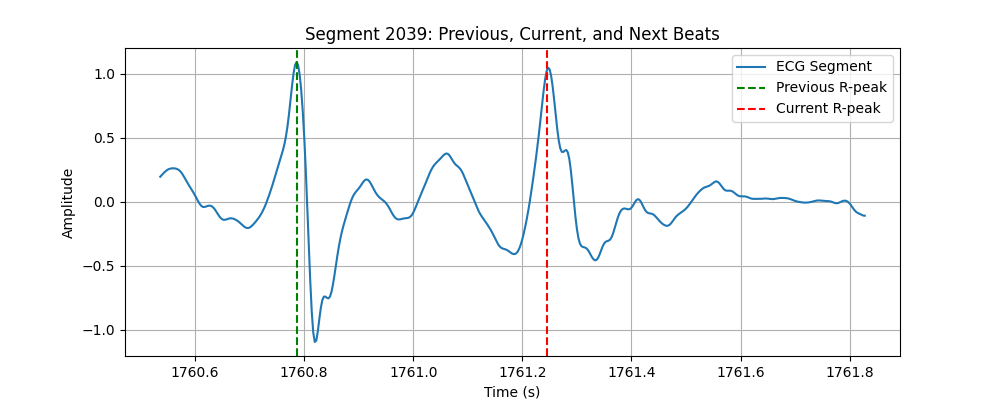 Segment 2039: Previous, Current, and Next Beats
ECG Segment
Previous R-peak
Current R-peak
1.0
0.5
0.0
−0.5
−1.0
Amplitude
1760.6 1760.8 1761.0 1761.2 1761.4 1761.6 1761.8
Time (s)